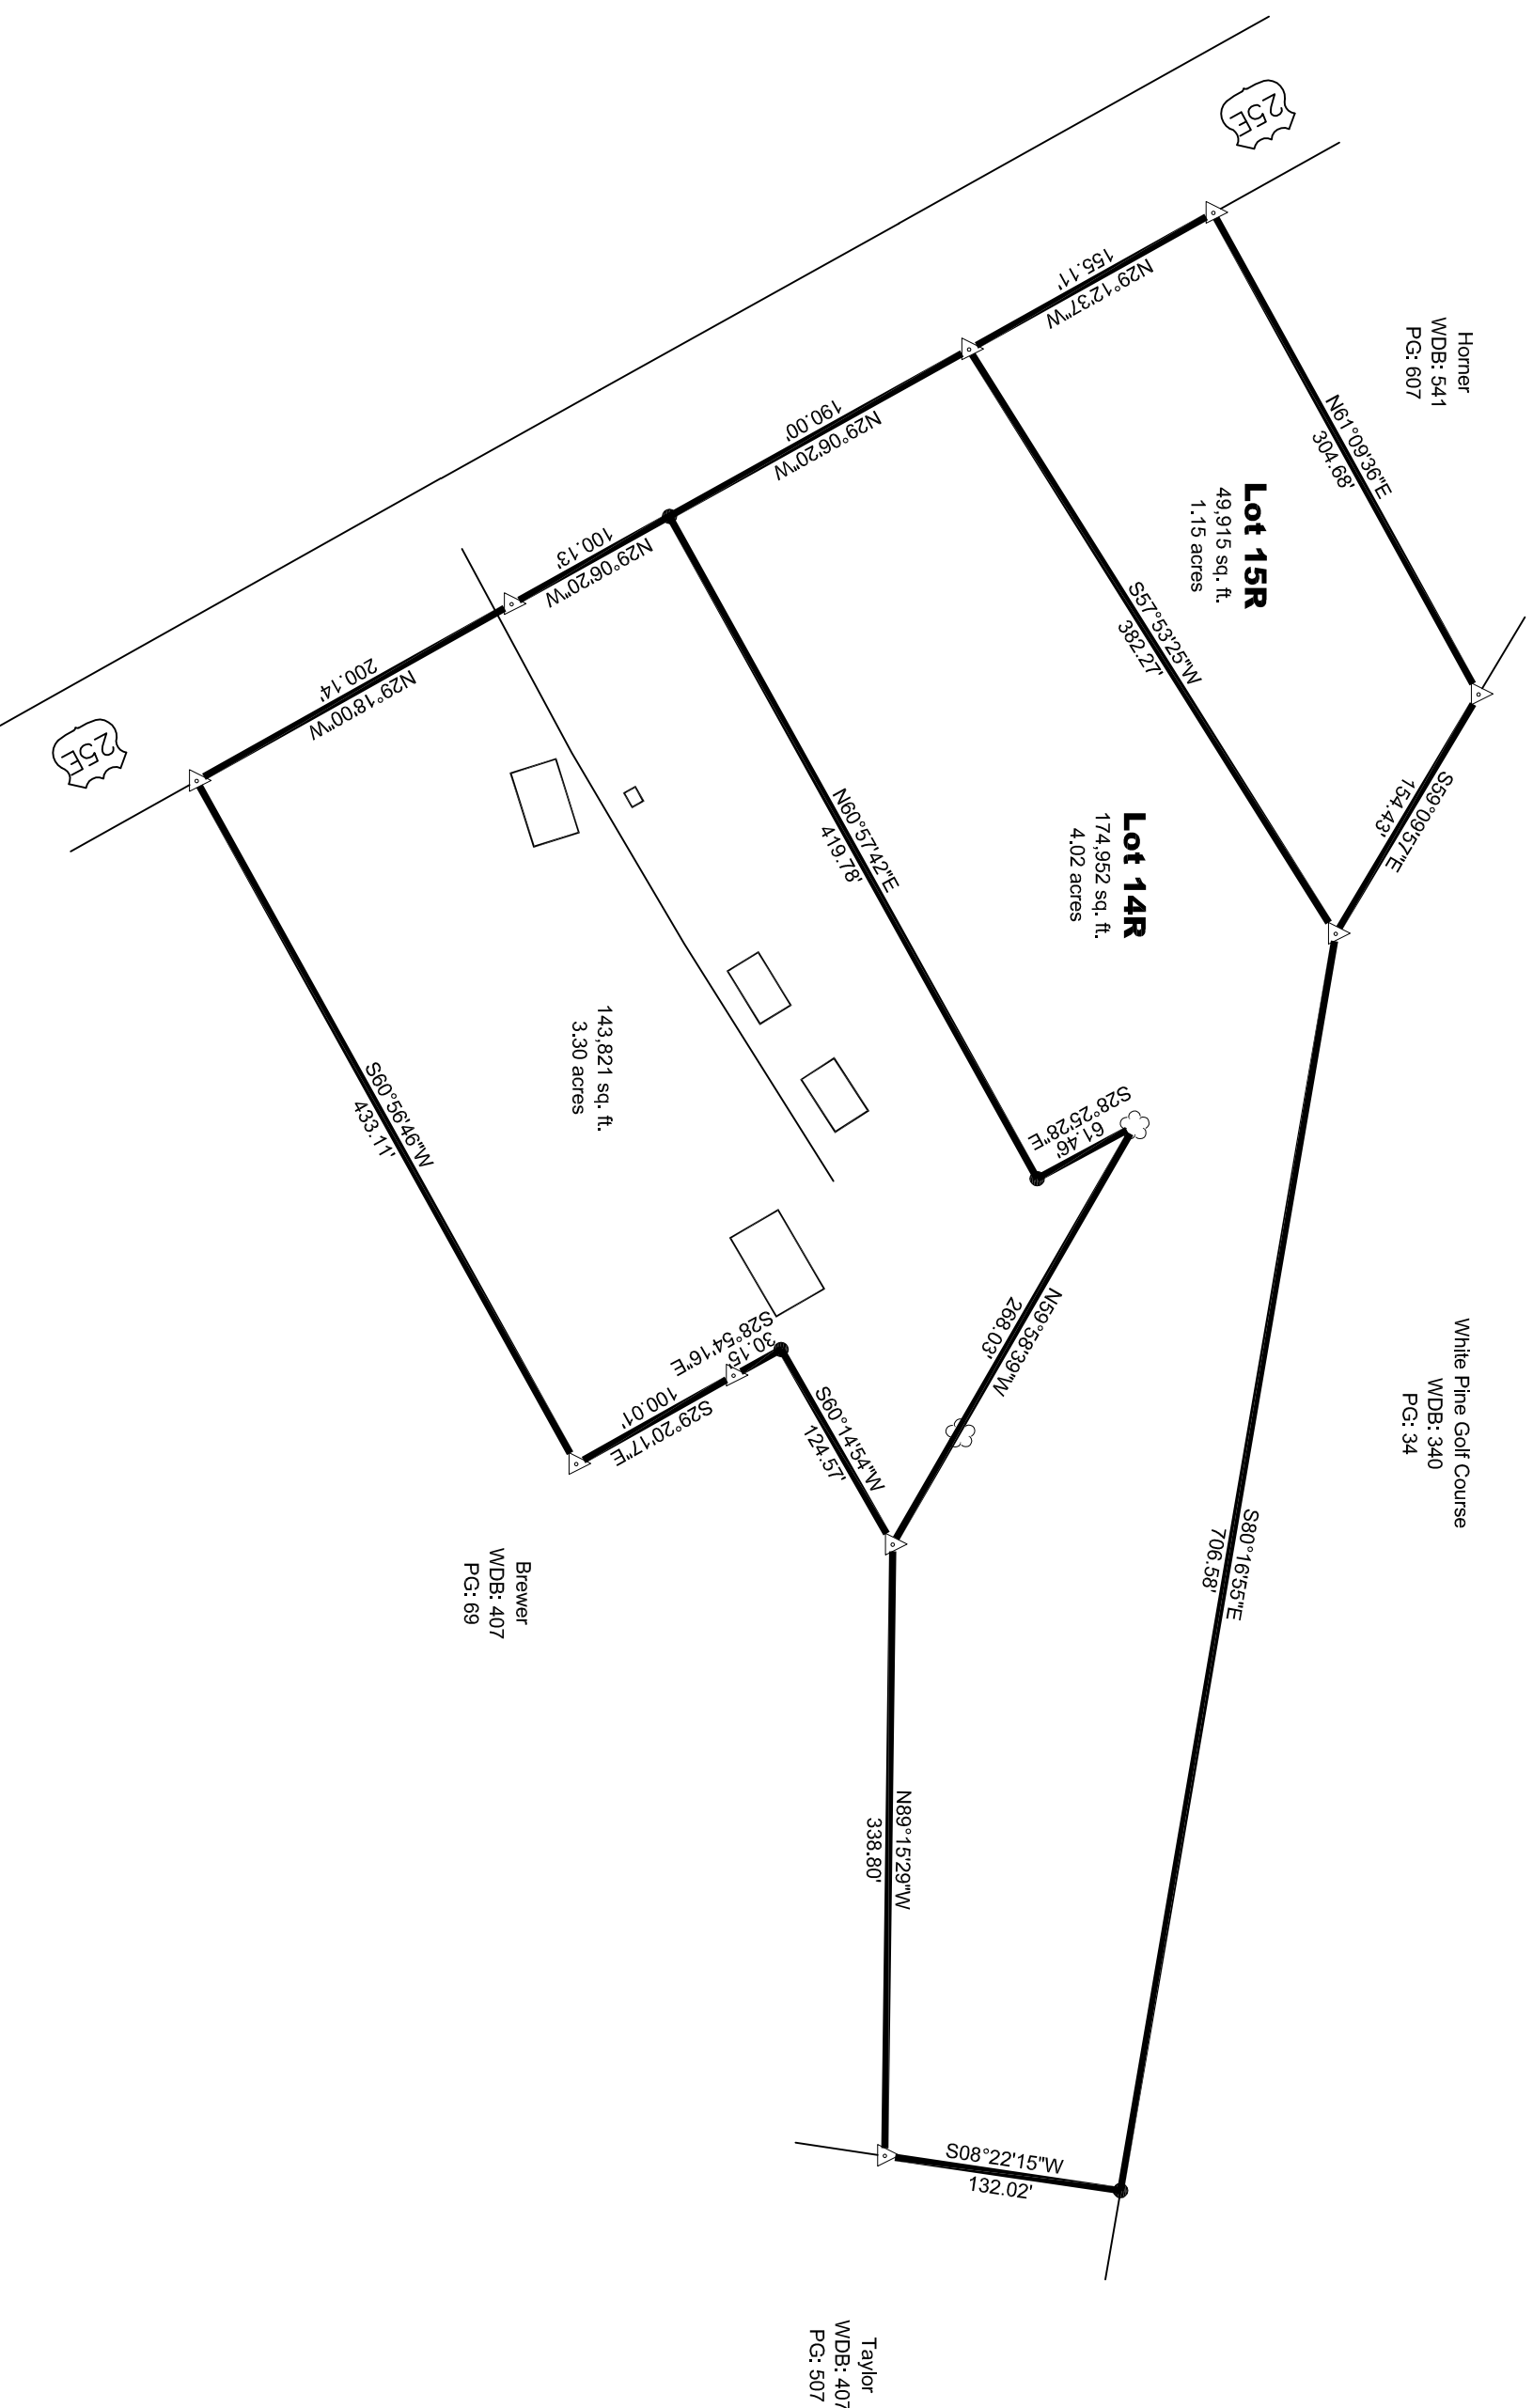 25E
Horner
WDB: 541
PG: 607
N61°09'36"E
304.68'
155.11'
N29°12'37"W
Lot 15R
49,915 sq. ft.
1.15 acres
S57°53'25"W
382.27'
S59°09'57"E
154.43'
190.00'
N29°06'20"W
100.13'
N29°06'20"W
200.14'
N29°18'00"W
25E
Lot 14R
174,952 sq. ft.
4.02 acres
N60°57'42"E
419.78'
S28°25'28"E
61.46'
143,821 sq. ft.
3.30 acres
S60°56'46"W
433.11'
N59°58'39"W
268.03'
S28°54'16"E
30.15'
100.01'
S29°20'17"E
S60°14'54"W
124.57'
White Pine Golf Course
WDB: 340
PG: 34
S80°16'55"E
706.58'
Brewer
WDB: 407
PG: 69
N89°15'29"W
338.80'
S08°22'15"W
132.02'
Taylor
WDB: 407
PG: 507